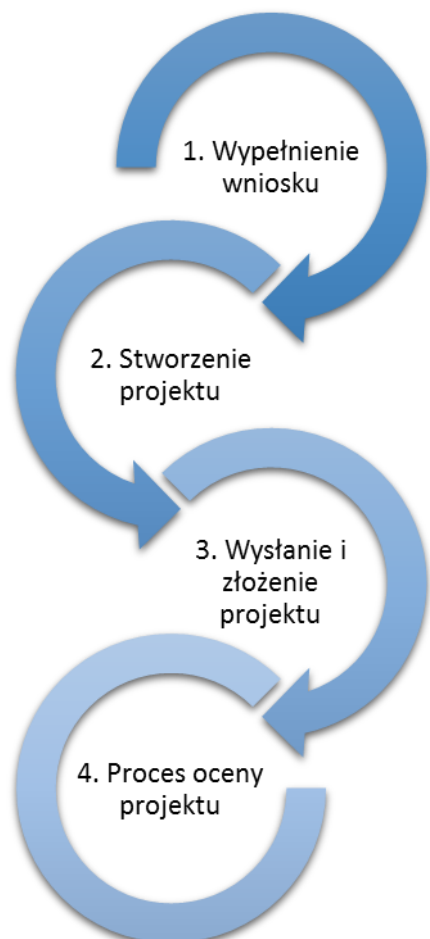 1. Wypełnienie
wniosku
2. Stworzenie
projektu
3. Wysłanie i
złożenie
projektu
4. Proces oceny
projektu